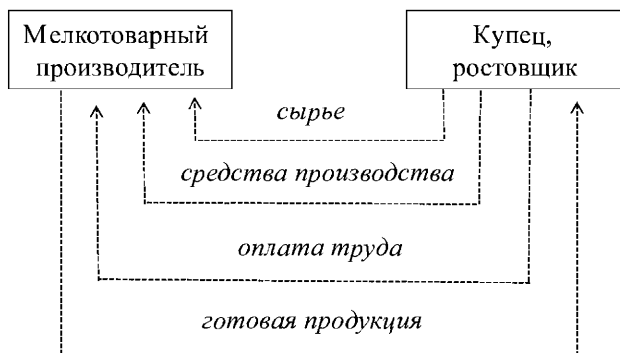 Мелкотоварный
производитель
Купец,
ростовщик
сырье
средства производства
оплата труда
готовая продукция